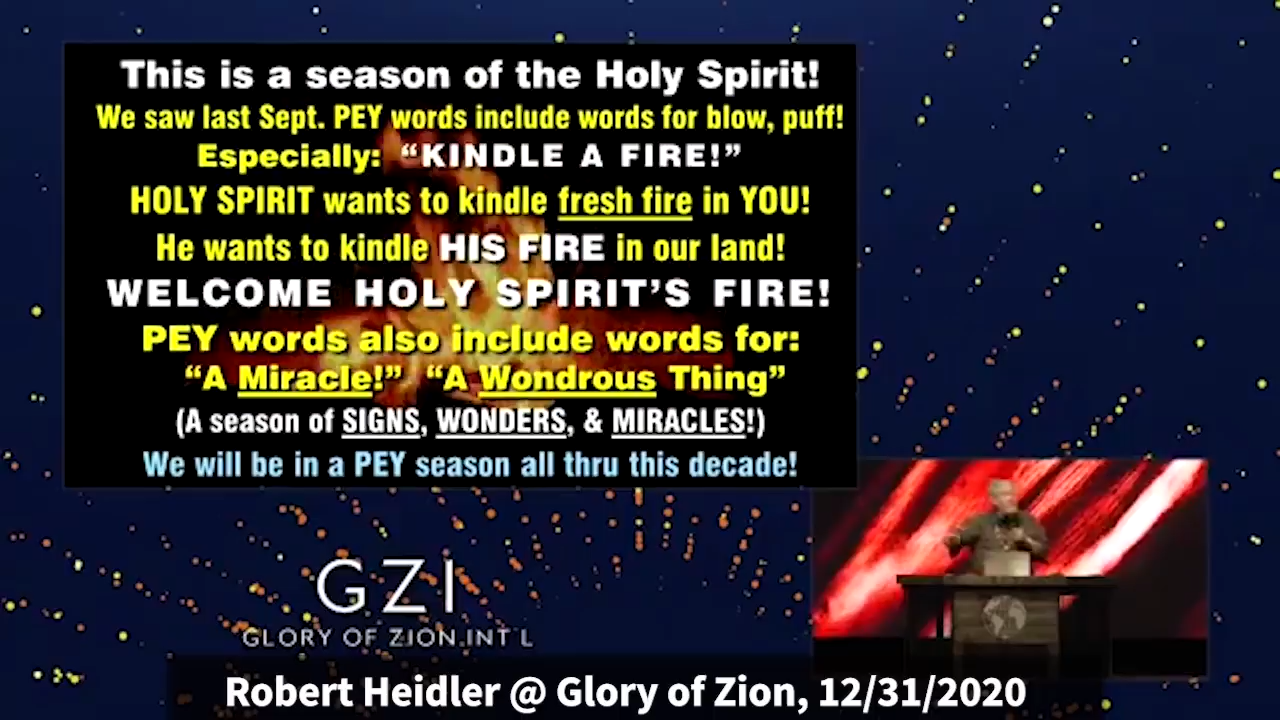 This is a season of the Holy Spirit!
We saw last Sept. PEY words include words for blow, puff!
Especially: “KINDLE A FIRE!”
HOLY SPIRIT wants to kindle fresh fire in YOU!
He wants to kindle HIS FIRE in our land!
WELCOME HOLY SPIRIT’S FIRE!
PEY words also include words for:
“A Miracle!” “A Wondrous Thing”
(A season of SIGNS, WONDERS, & MIRACLES!)
We will be in a PEY season all thru this decade!
GZI
GLORY OF ZION INT'L
Robert Heidler @ Glory of Zion, 12/31/2020